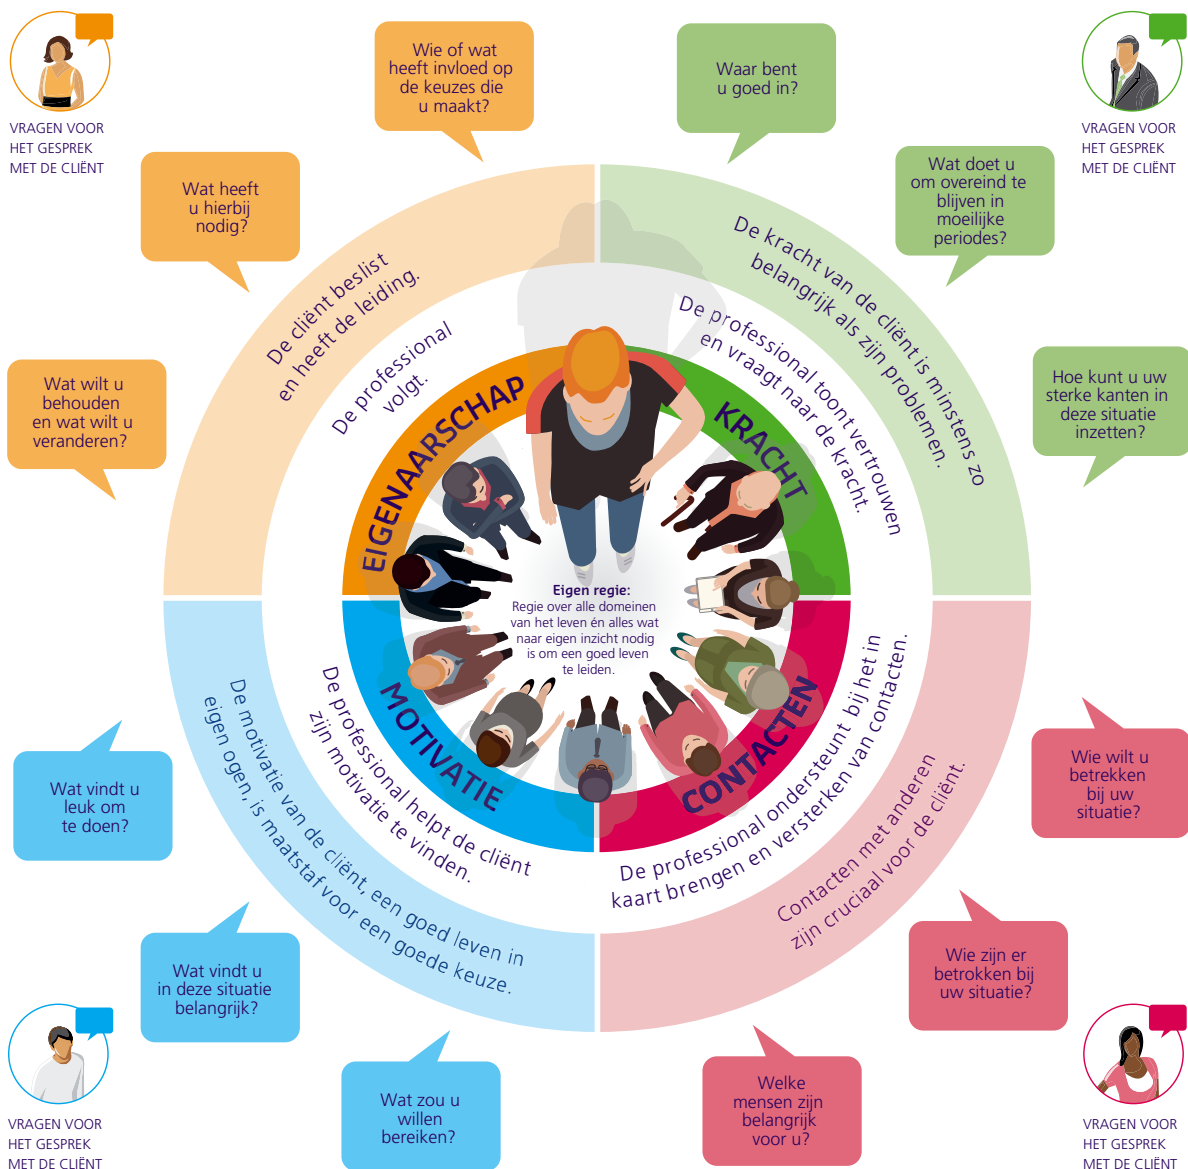 VRAGEN VOOR
HET GESPREK
MET DE CLIËNT
Wie of wat
heeft invloed op
de keuzes die
u maakt?
Wat heeft
u hierbij
nodig?
Wat wilt u
behouden
en wat wilt u
veranderen?
De cliënt beslist
en heeft de leiding.
De professional
volgt.
EIGENAARSCHAP
VRAGEN VOOR
HET GESPREK
MET DE CLIËNT
Waar bent
u goed in?
Wat doet u
om overeind te
blijven in
moeilijke
periodes?
Hoe kunt u uw
sterke kanten in
deze situatie
inzetten?
De kracht van de cliënt is minstens zo
belangrijk als zijn problemen.
De professional toont vertrouwen
en vraagt naar de kracht.
KRACHT
Eigen regie:
Regie over alle domeinen
van het leven én alles wat
naar eigen inzicht nodig
is om een goed leven
te leiden.
MOTIVATIE
De professional helpt de cliënt
zijn motivatie te vinden.
De motivatie van de cliënt, een goed leven in
eigen ogen, is maatstaf voor een goede keuze.
Wat vindt u
leuk om
te doen?
Wat vindt u
in deze situatie
belangrijk?
Wat zou u
willen
bereiken?
VRAGEN VOOR
HET GESPREK
MET DE CLIËNT
CONTACTEN
De professional ondersteunt bij het in
kaart brengen en versterken van contacten.
Contacten met anderen
zijn cruciaal voor de cliënt.
Wie wilt u
betrekken
bij uw
situatie?
Wie zijn er
betrokken bij
uw situatie?
Welke
mensen zijn
belangrijk
voor u?
VRAGEN VOOR
HET GESPREK
MET DE CLIËNT